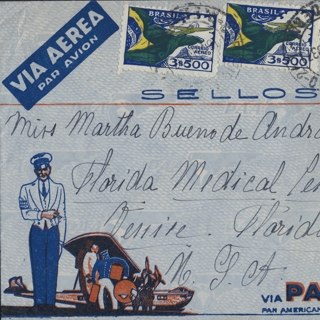 VIA AEREA
PAR AVION
BRASIL
CORREIO
AEREO
3$500
BRASIL
CORREIO
AEREO
3$500
SELLOS
Miss Martha Bueno de Andra
Florida Medical Cen
Venice. Florida
U. S. A.
VIA PA
PAN AMERICAN